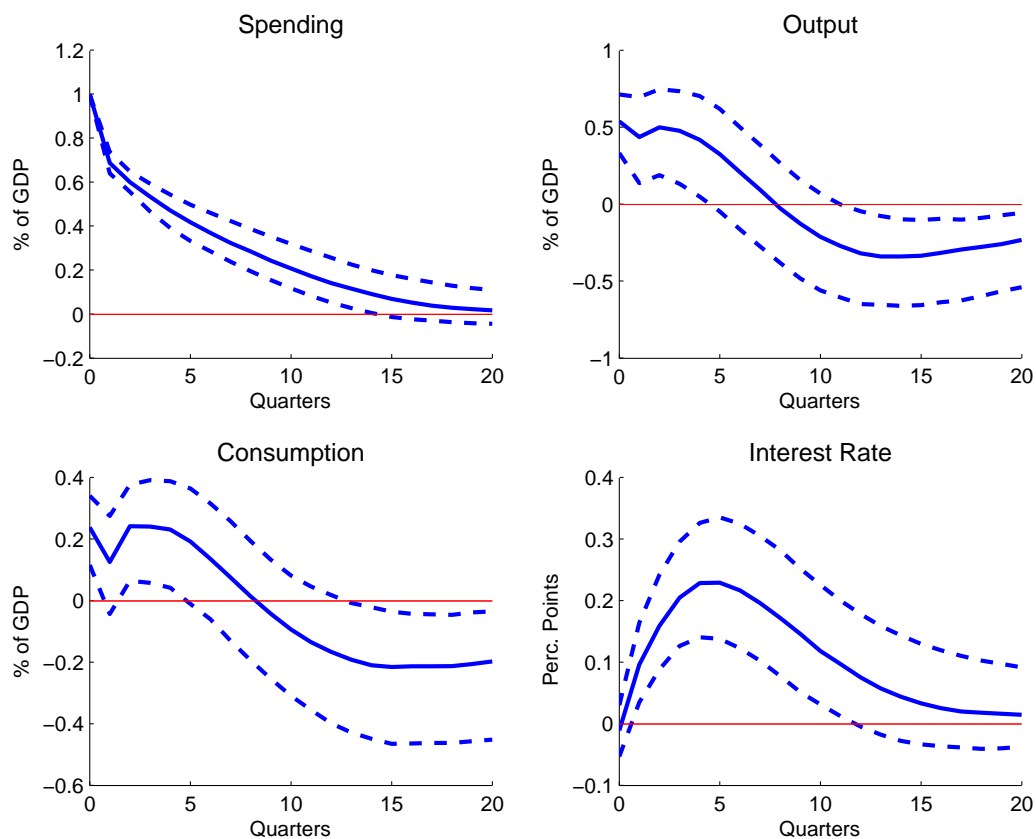 Spending
% of GDP
1.2
1
0.8
0.6
0.4
0.2
0
−0.2
0 5 10 15 20
Quarters
Output
% of GDP
1
0.5
0
−0.5
−1
0 5 10 15 20
Quarters
Consumption
% of GDP
0.4
0.2
0
−0.2
−0.4
−0.6
0 5 10 15 20
Quarters
Interest Rate
Perc. Points
0.4
0.3
0.2
0.1
0
−0.1
0 5 10 15 20
Quarters